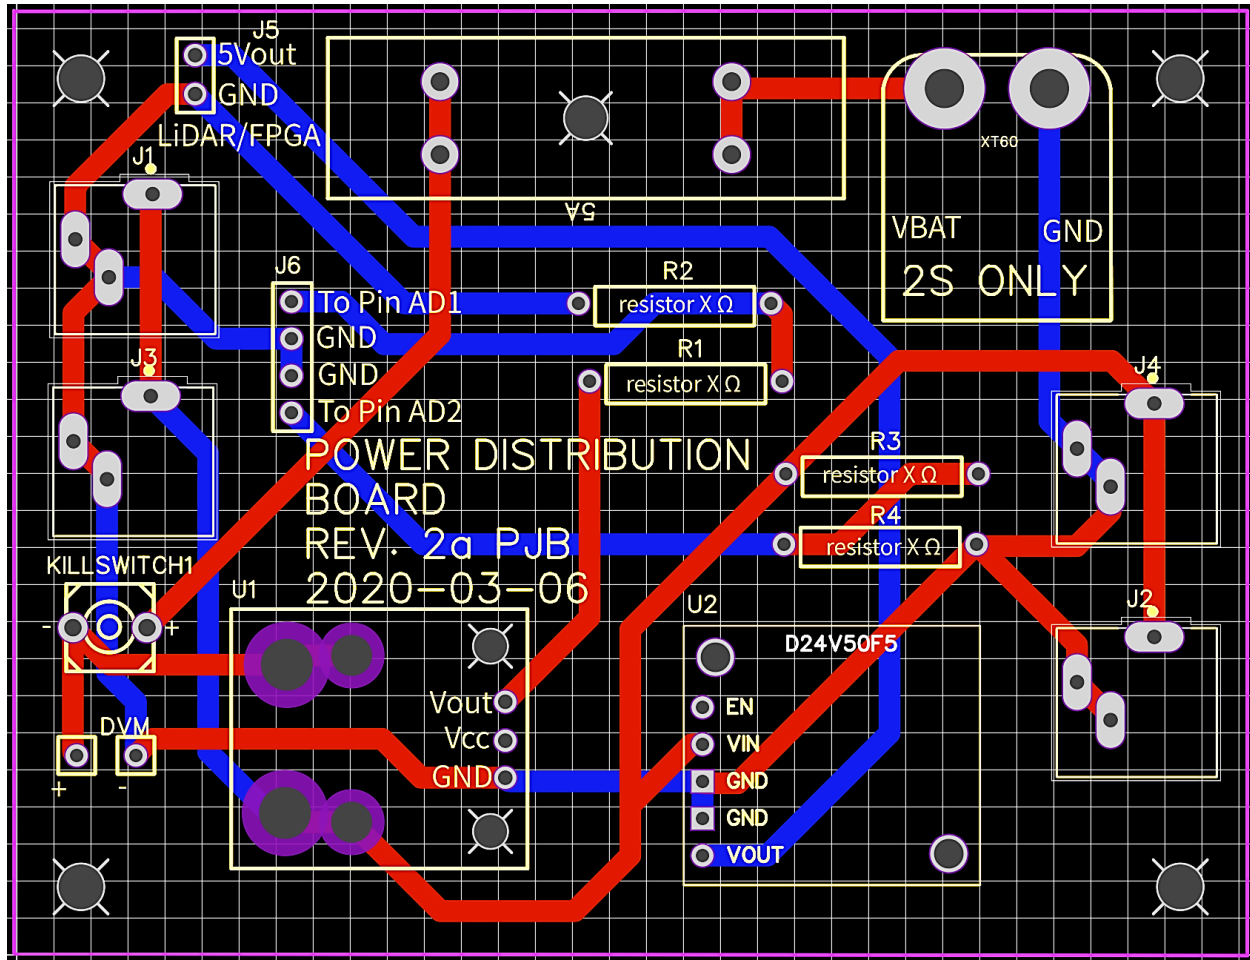 J5
5Vout
GND
LiDAR/FPGA
J1
5A
XT60
VBAT
GND
2S ONLY
J6
To Pin AD1
GND
GND
To Pin AD2
R2
resistor X Ω
R1
resistor X Ω
J3
J4
POWER DISTRIBUTION
BOARD
REV. 2a PJB
2020-03-06
R3
resistor X Ω
R4
resistor X Ω
KILLSWITCH1
- +
U1
Vout
Vcc
GND
DVM
+ -
U2
D24V50F5
EN
VIN
GND
GND
VOUT
J2